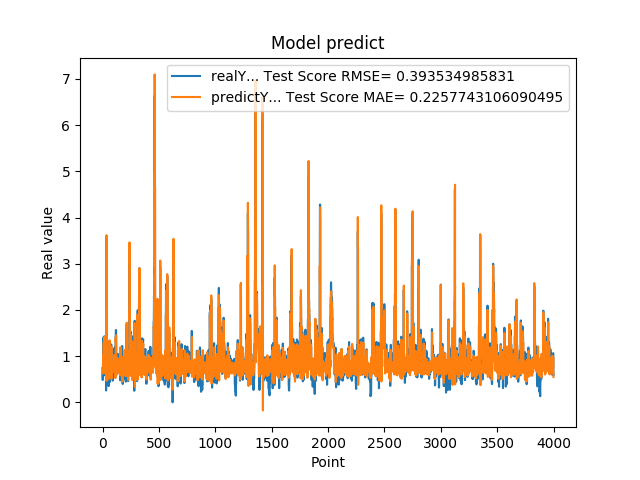 Model predict
realY... Test Score RMSE= 0.393534985831
predictY... Test Score MAE= 0.2257743106090495
Real value
7
6
5
4
3
2
1
0
0 500 1000 1500 2000 2500 3000 3500 4000
Point